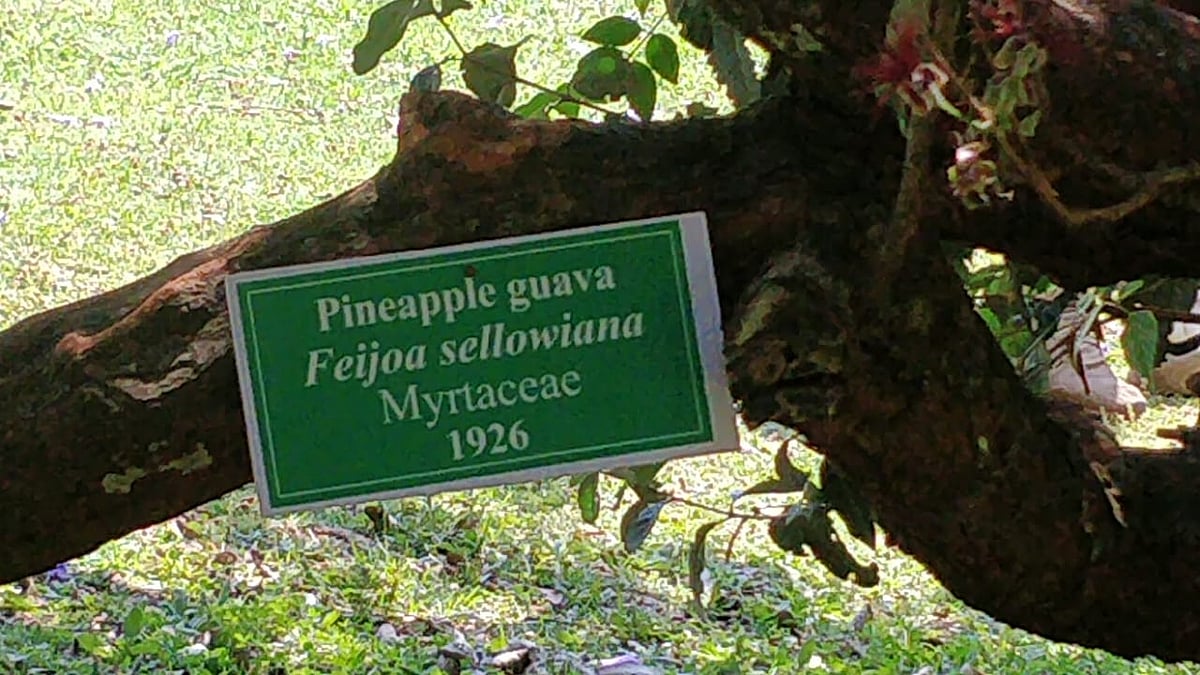 Pineapple guava
Feijoa sellowiana
Myrtaceae
1926